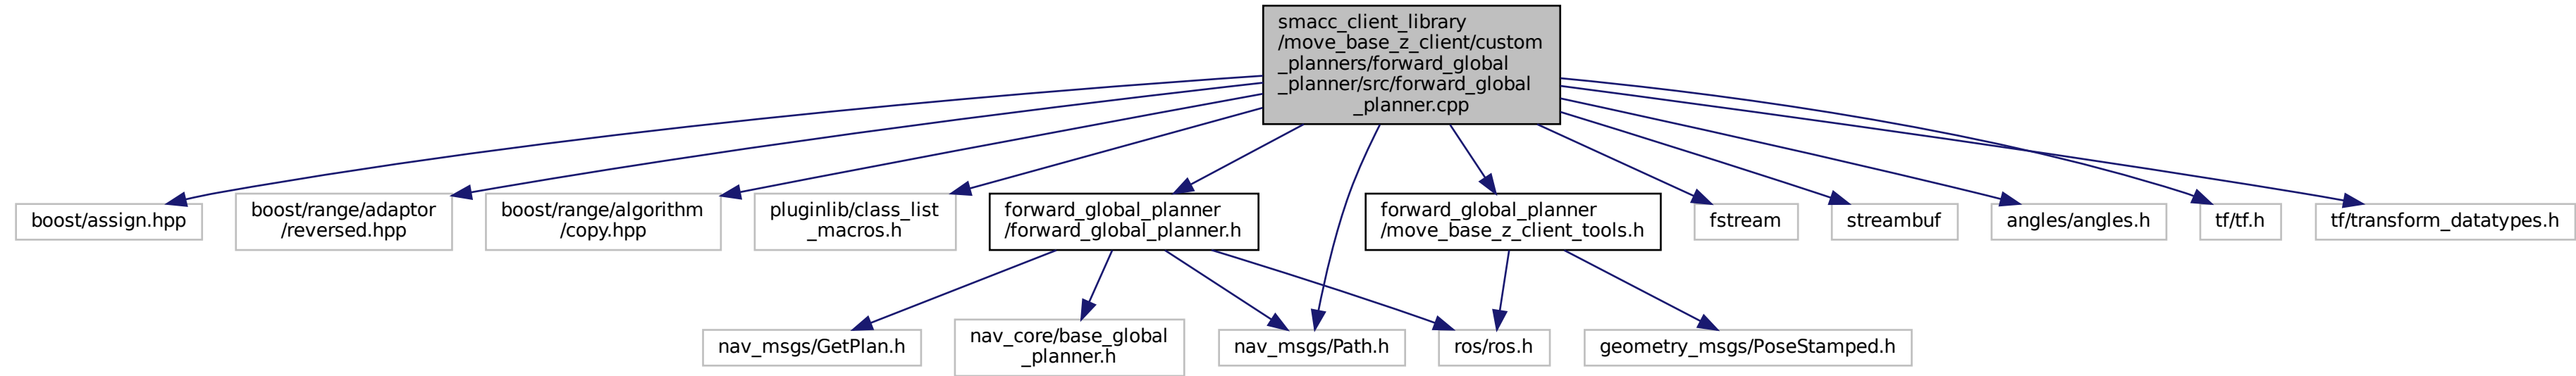 smacc_client_library
/move_base_z_client/custom
_planners/forward_global
_planner/src/forward_global
_planner.cpp
boost/assign.hpp
boost/range/adaptor
/reversed.hpp
boost/range/algorithm
/copy.hpp
pluginlib/class_list
_macros.h
forward_global_planner
/forward_global_planner.h
forward_global_planner
/move_base_z_client_tools.h
fstream
streambuf
angles/angles.h
tf/tf.h
tf/transform_datatypes.h
nav_msgs/GetPlan.h
nav_core/base_global
_planner.h
nav_msgs/Path.h
ros/ros.h
geometry_msgs/PoseStamped.h